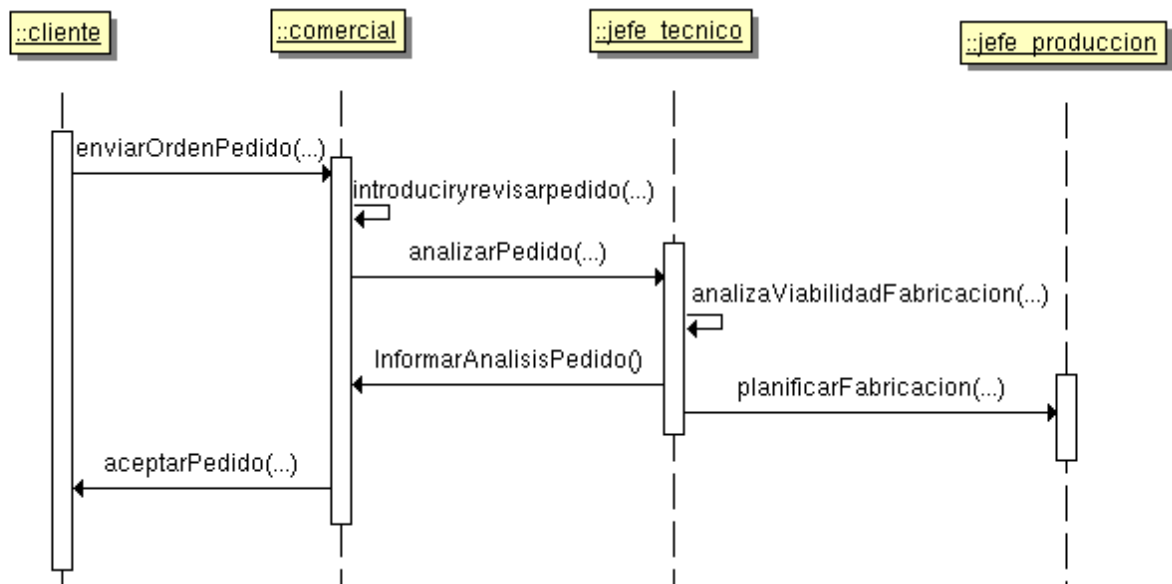 ::cliente
::comercial
::jefe_tecnico
::jefe_produccion
enviarOrdenPedido(...)
introduciryrevisarpedido(...)
analizarPedido(...)
analizaViabilidadFabricacion(...)
InformarAnalisisPedido()
planificarFabricacion(...)
aceptarPedido(...)